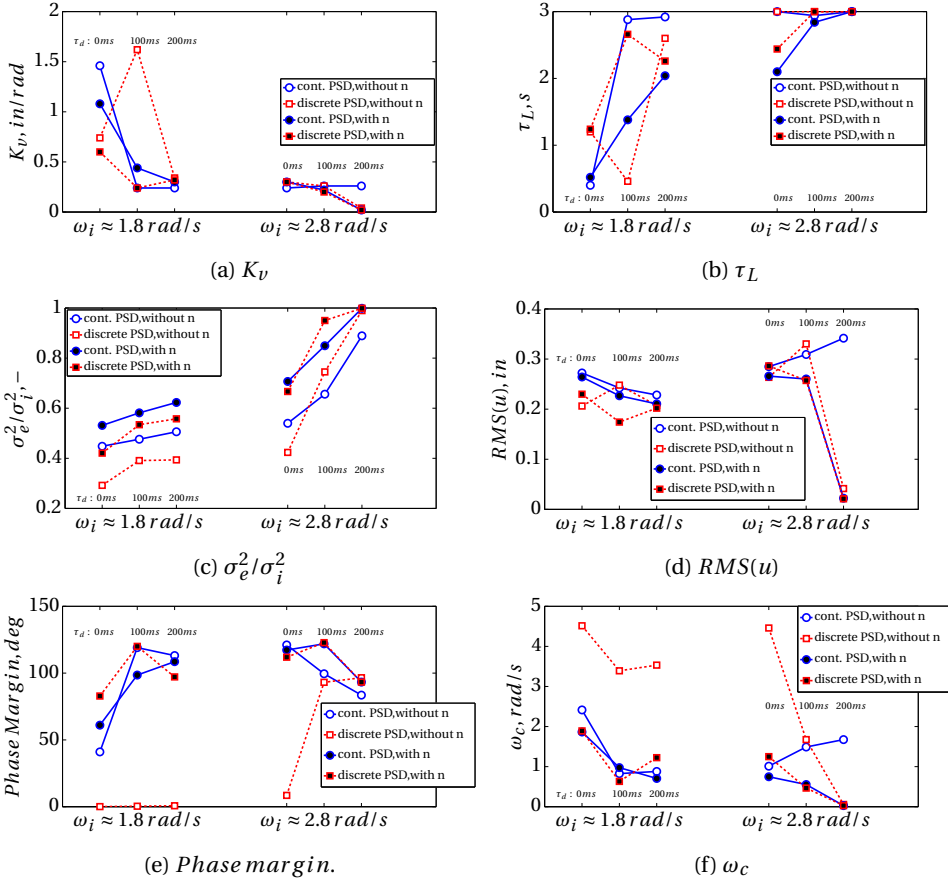 2
1.5
1
0.5
0
K_v, in/rad
τ_d : 0ms 100ms 200ms
cont. PSD,without n
discrete PSD,without n
cont. PSD,with n
discrete PSD,with n
0ms 100ms 200ms
ω_i ≈ 1.8 rad/s ω_i ≈ 2.8 rad/s
(a) K_v
3
2
1
0
τ_L, s
cont. PSD,without n
discrete PSD,without n
cont. PSD,with n
discrete PSD,with n
τ_d : 0ms 100ms 200ms
0ms 100ms 200ms
ω_i ≈ 1.8 rad/s ω_i ≈ 2.8 rad/s
(b) τ_L
1
0.8
0.6
0.4
0.2
σ_e^2/σ_i^2, −
cont. PSD,without n
discrete PSD,without n
cont. PSD,with n
discrete PSD,with n
0ms 100ms 200ms
τ_d : 0ms 100ms 200ms
ω_i ≈ 1.8 rad/s ω_i ≈ 2.8 rad/s
(c) σ_e^2/σ_i^2
0.4
0.3
0.2
0.1
0
RMS(u), in
0ms 100ms 200ms
τ_d : 0ms 100ms 200ms
cont. PSD,without n
discrete PSD,without n
cont. PSD,with n
discrete PSD,with n
ω_i ≈ 1.8 rad/s ω_i ≈ 2.8 rad/s
(d) RMS(u)
150
100
50
0
Phase Margin, deg
τ_d : 0ms 100ms 200ms
0ms 100ms 200ms
cont. PSD,without n
discrete PSD,without n
cont. PSD,with n
discrete PSD,with n
ω_i ≈ 1.8 rad/s ω_i ≈ 2.8 rad/s
(e) Phase margin.
5
4
3
2
1
0
ω_c, rad/s
cont. PSD,without n
discrete PSD,without n
cont. PSD,with n
discrete PSD,with n
0ms 100ms 200ms
τ_d : 0ms 100ms 200ms
ω_i ≈ 1.8 rad/s ω_i ≈ 2.8 rad/s
(f) ω_c